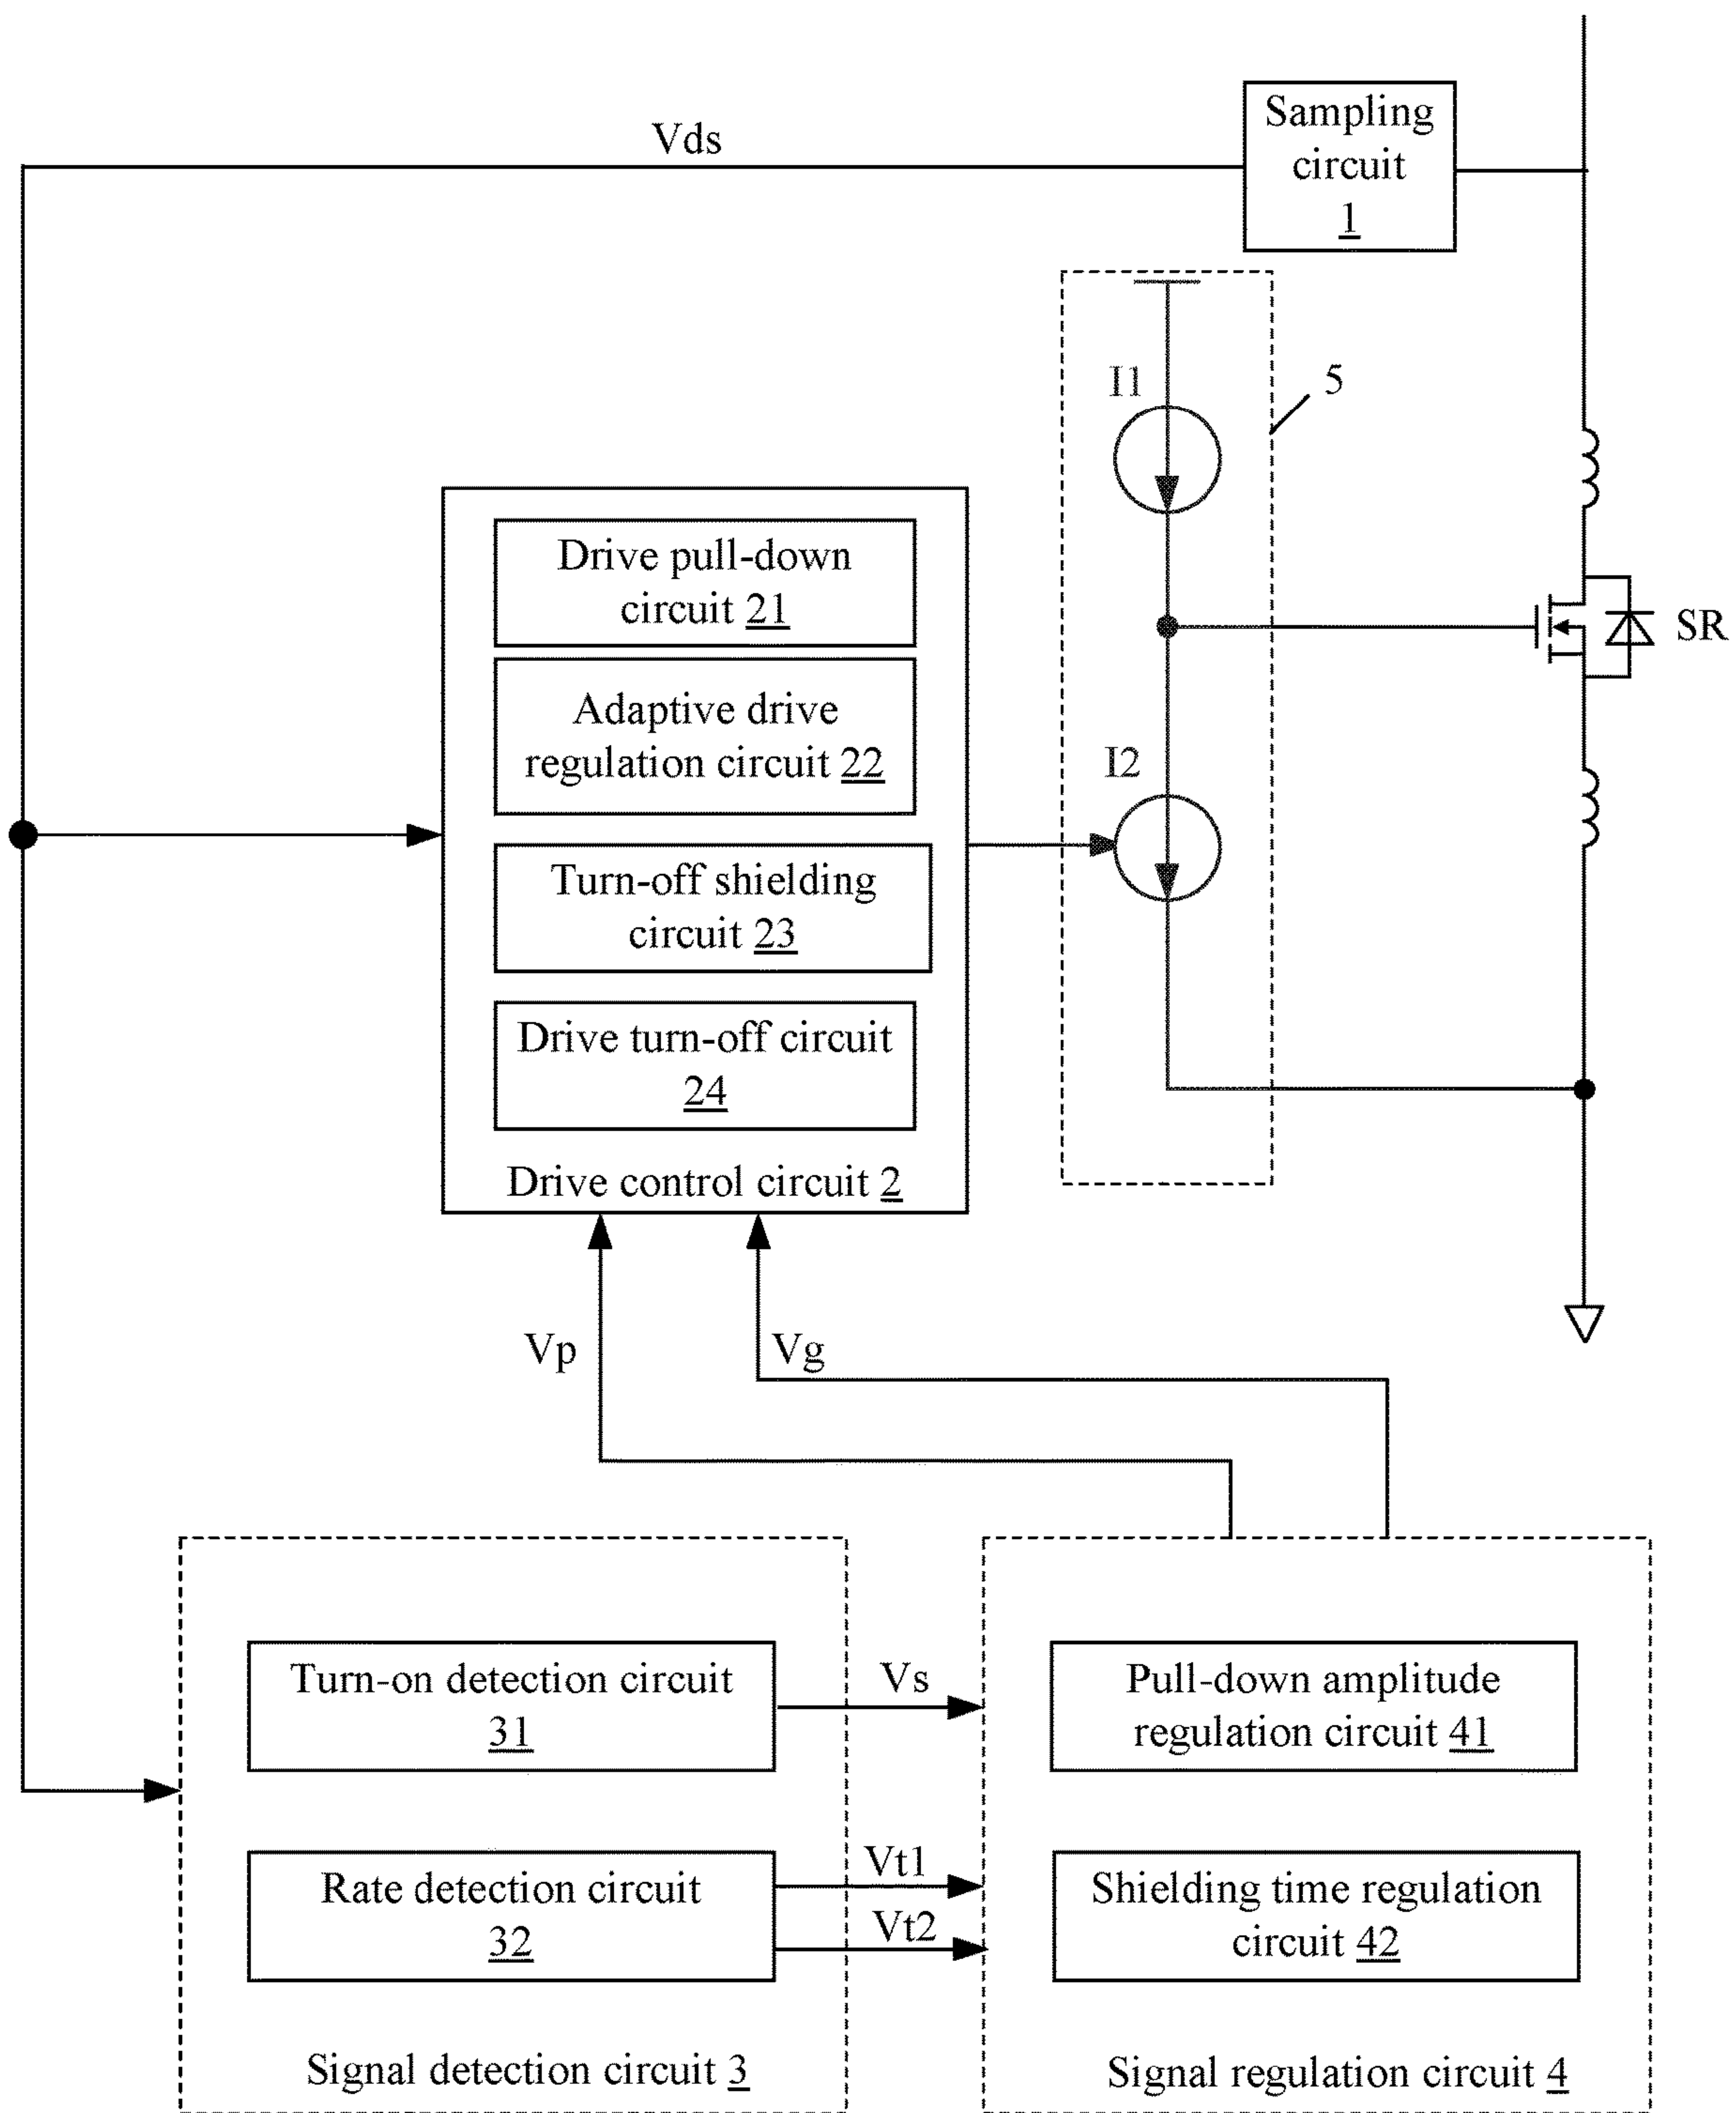 Sampling
circuit
1
Vds
5
I1
Drive pull-down
circuit 21
SR
Adaptive drive
regulation circuit 22
I2
Turn-off shielding
circuit 23
Drive turn-off circuit
24
Drive control circuit 2
Vp
Vg
Turn-on detection circuit
31
Vs
Pull-down amplitude
regulation circuit 41
Rate detection circuit
32
Vt1
Vt2
Shielding time regulation
circuit 42
Signal detection circuit 3
Signal regulation circuit 4